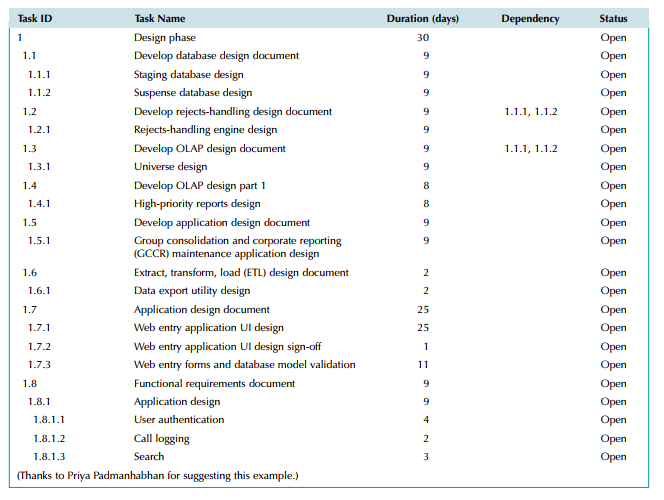 Task ID Task Name Duration (days) Dependency Status
1 Design phase 30 Open
1.1 Develop database design document 9 Open
1.1.1 Staging database design 9 Open
1.1.2 Suspense database design 9 Open
1.2 Develop rejects-handling design document 9 1.1.1, 1.1.2 Open
1.2.1 Rejects-handling engine design 9 Open
1.3 Develop OLAP design document 9 1.1.1, 1.1.2 Open
1.3.1 Universe design 9 Open
1.4 Develop OLAP design part 1 8 Open
1.4.1 High-priority reports design 8 Open
1.5 Develop application design document 9 Open
1.5.1 Group consolidation and corporate reporting 9 Open
(GCCR) maintenance application design
1.6 Extract, transform, load (ETL) design document 2 Open
1.6.1 Data export utility design 2 Open
1.7 Application design document 25 Open
1.7.1 Web entry application UI design 25 Open
1.7.2 Web entry application UI design sign-off 1 Open
1.7.3 Web entry forms and database model validation 11 Open
1.8 Functional requirements document 9 Open
1.8.1 Application design 9 Open
1.8.1.1 User authentication 4 Open
1.8.1.2 Call logging 2 Open
1.8.1.3 Search 3 Open
(Thanks to Priya Padmanhabhan for suggesting this example.)